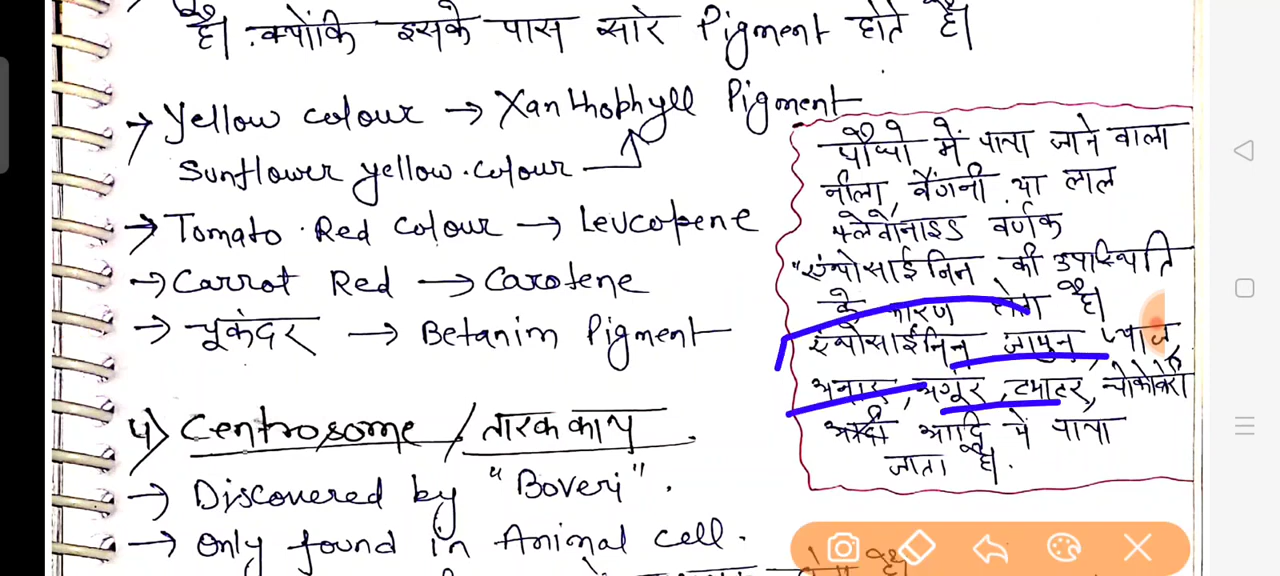 है। क्योंकि इसके पास सारे Pigment होते है।
→ Yellow colour → Xanthophyll Pigment
Sunflower yellow colour
→ Tomato Red Colour → Leucopene
→ Carrot Red → Carotene
→ चूकंदर → Betanim Pigment
4) Centrosome / तारककाय
→ Discovered by "Boveri".
→ Only found in Animal cell.
पौधो में पाया जाने वाला
नीला, बैंगनी या लाल
फ्लेवोनाइड वर्णक
"एंथोसाईनिन की उपास्थिति
के कारण होता है।
एंथोसाईनिन जामुन, प्याज,
अनार, अंगूर, टमाटर, चोकोबेरी
आदि में पाया
जाता है।